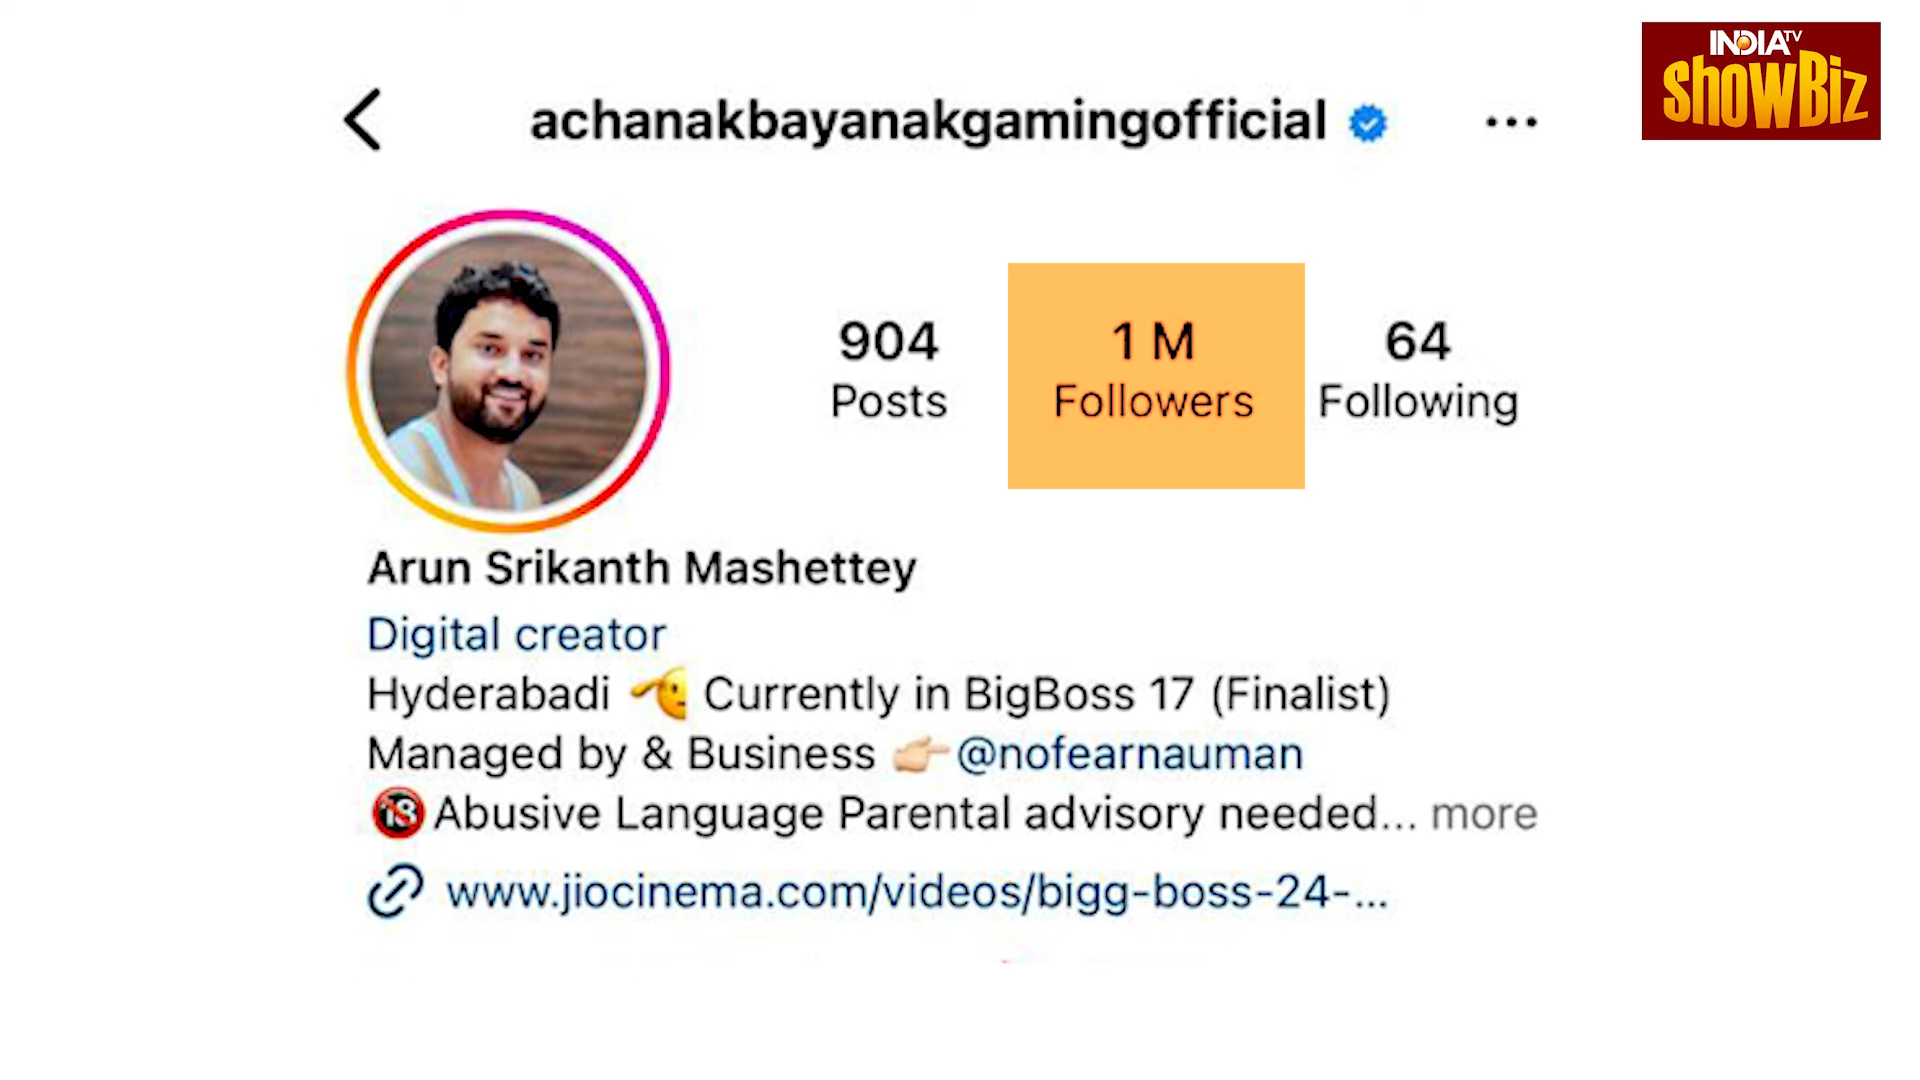 INDIA TV
SHOWBIZ
achanakbayanakgamingofficial
904
Posts
1 M
Followers
64
Following
Arun Srikanth Mashettey
Digital creator
Hyderabadi 🫡 Currently in BigBoss 17 (Finalist)
Managed by & Business 👉🏻@nofearnauman
🔞Abusive Language Parental advisory needed... more
www.jiocinema.com/videos/bigg-boss-24-...